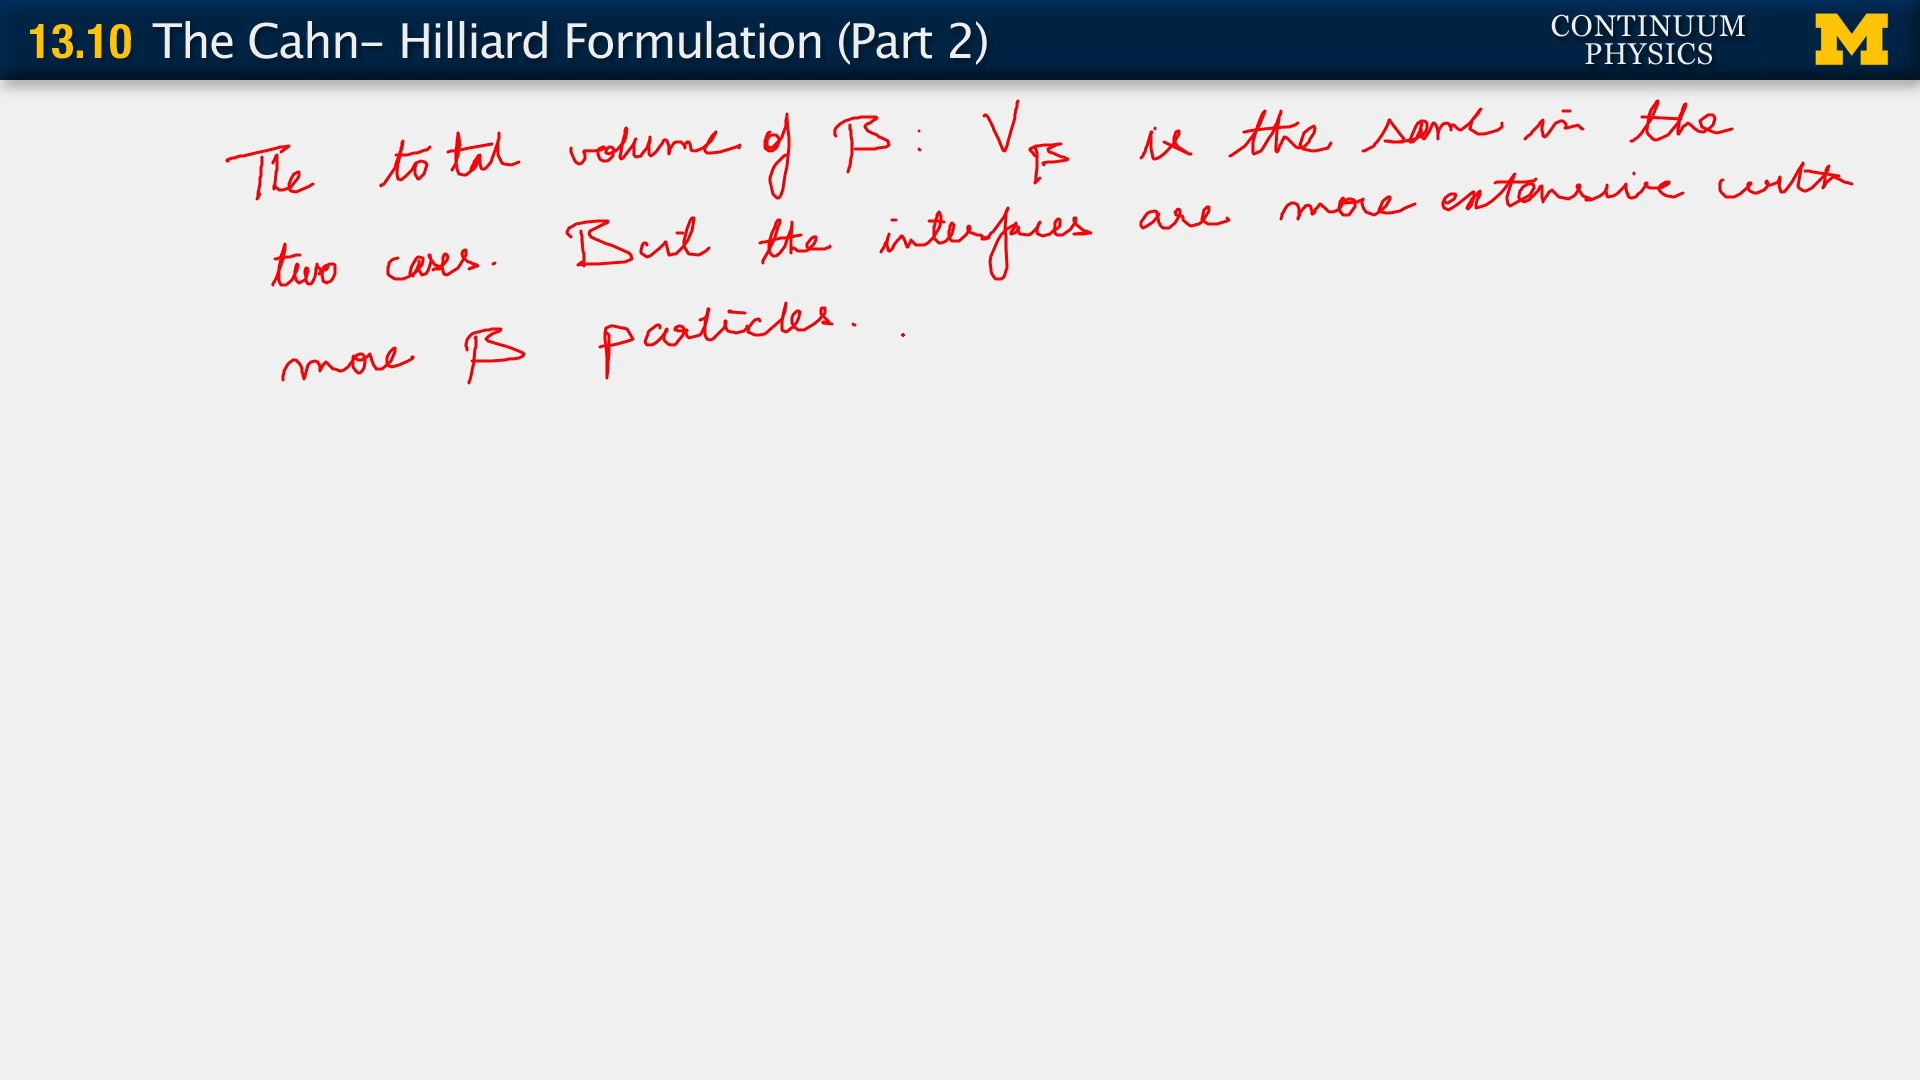 13.10 The Cahn– Hilliard Formulation (Part 2)
CONTINUUM
PHYSICS
M
The total volume of B: V_B is the same in the
two cases. But the interfaces are more extensive with
more B particles.